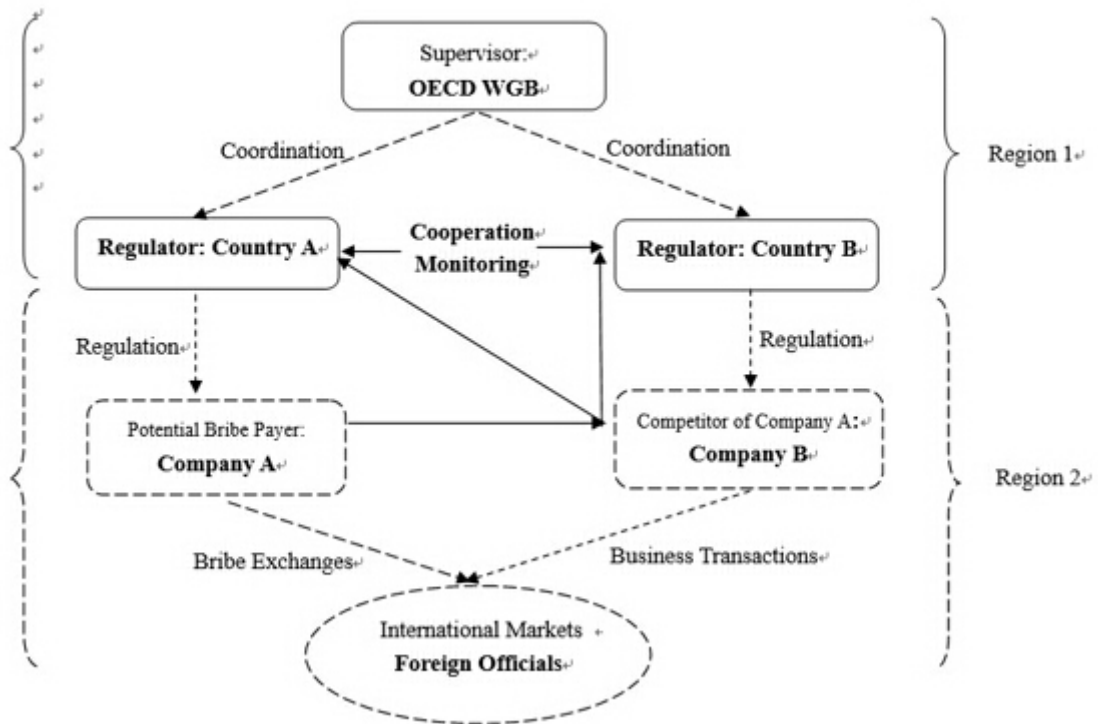 Supervisor:
OECD WGB
Coordination
Coordination
Region 1
Regulator: Country A
Cooperation
Monitoring
Regulator: Country B
Regulation
Regulation
Potential Bribe Payer:
Company A
Competitor of Company A:
Company B
Region 2
Bribe Exchanges
Business Transactions
International Markets
Foreign Officials